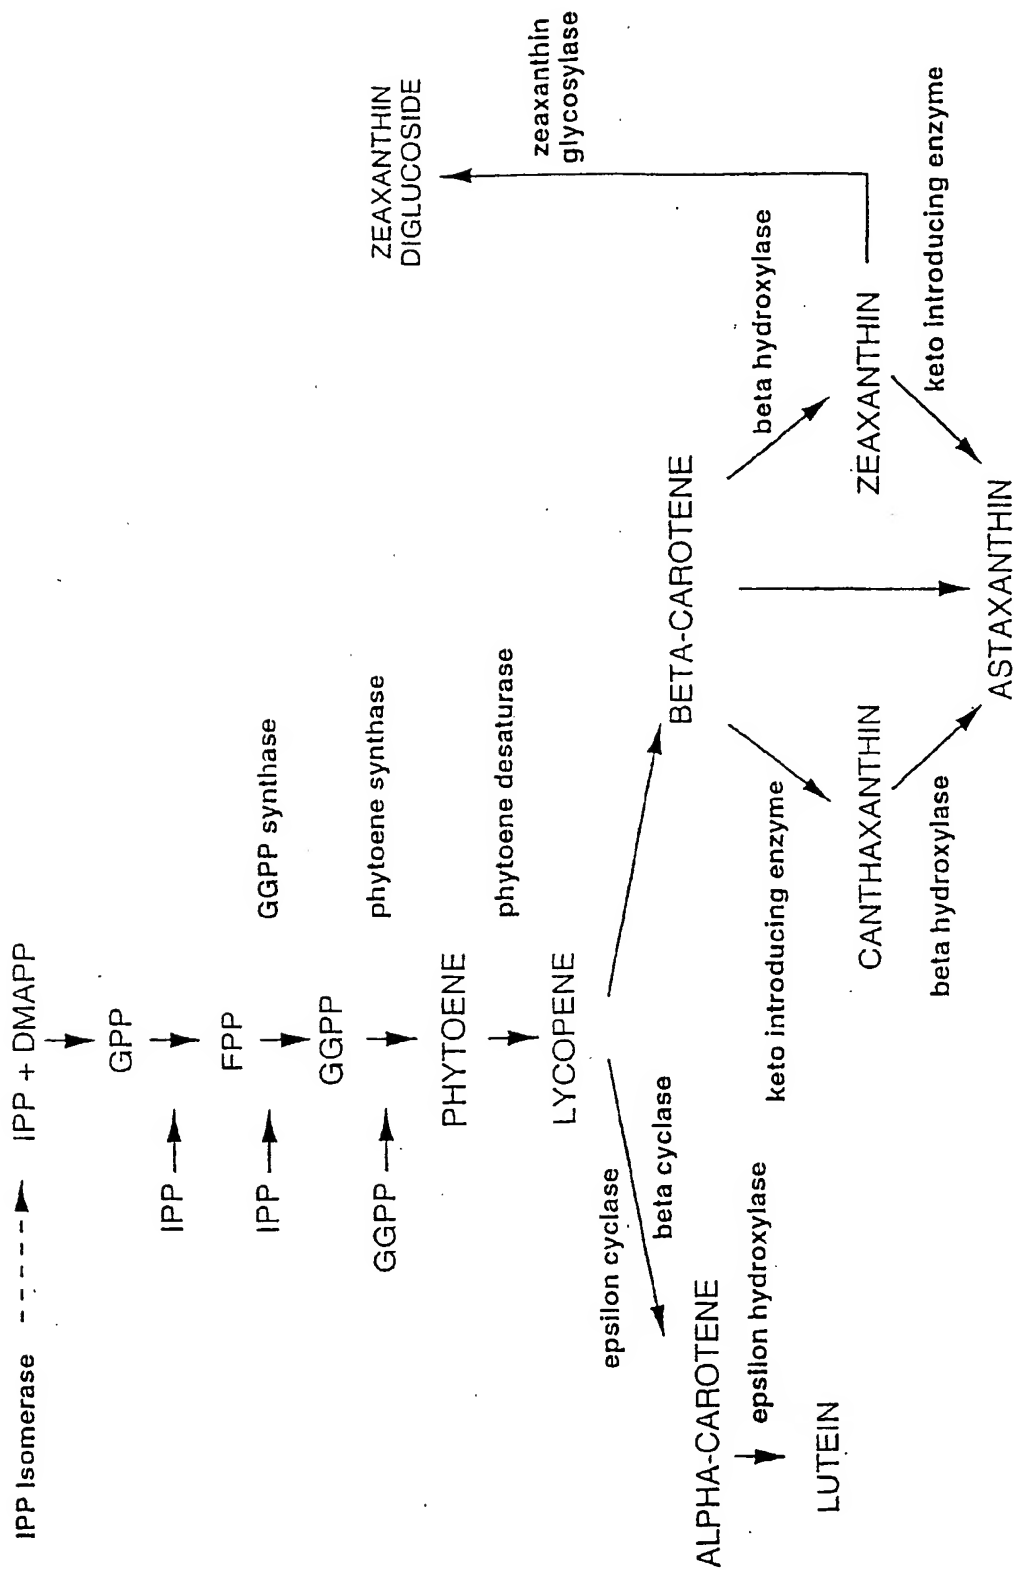 IPP Isomerase
IPP + DMAPP
GPP
IPP
FPP
IPP
GGPP synthase
GGPP
GGPP
phytoene synthase
PHYTOENE
phytoene desaturase
LYCOPENE
epsilon cyclase
beta cyclase
ALPHA-CAROTENE
epsilon hydroxylase
LUTEIN
BETA-CAROTENE
keto introducing enzyme
beta hydroxylase
CANTHAXANTHIN
ZEAXANTHIN
beta hydroxylase
keto introducing enzyme
ASTAXANTHIN
zeaxanthin
glycosylase
ZEAXANTHIN
DIGLUCOSIDE